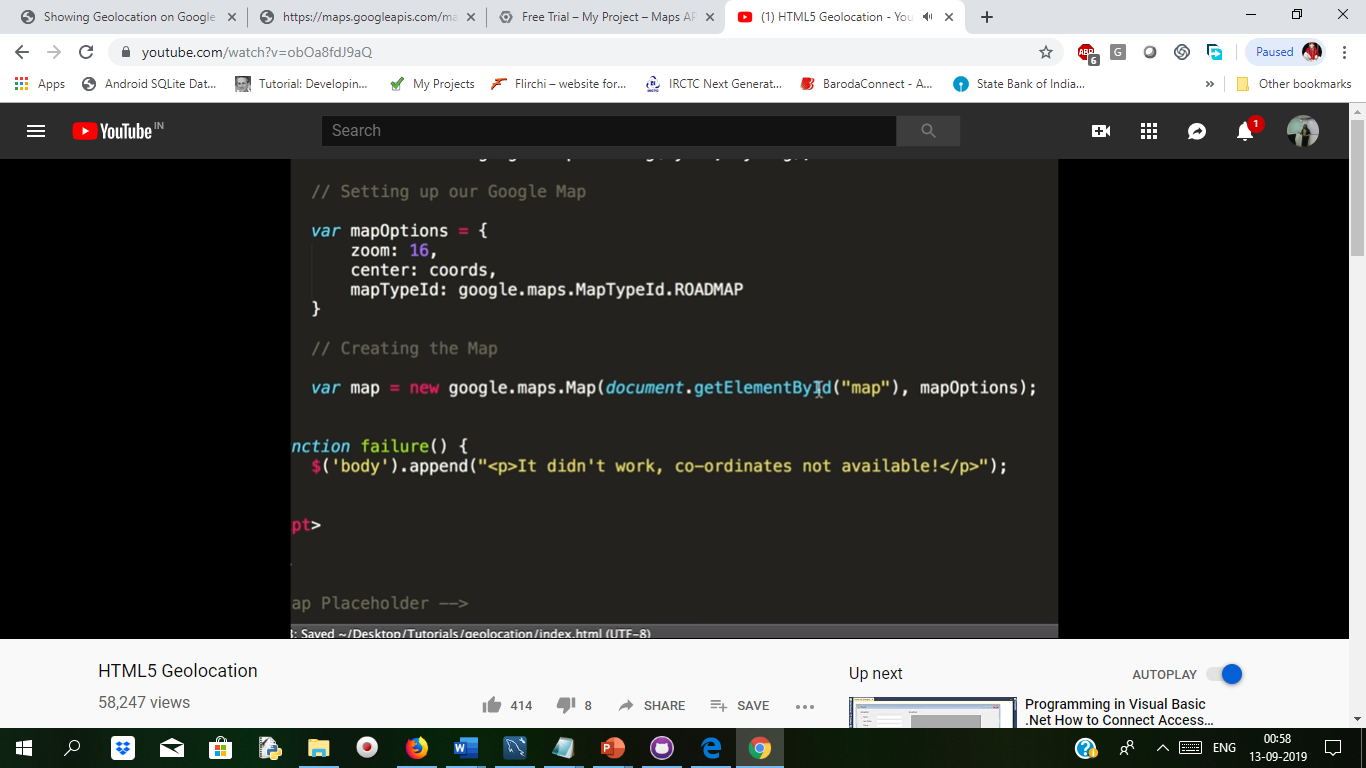 Showing Geolocation on Google
https://maps.googleapis.com/ma
Free Trial – My Project – Maps AP
(1) HTML5 Geolocation - You
youtube.com/watch?v=obOa8fdJ9aQ
ABP
6
G
Paused
Apps
Android SQLite Dat...
Tutorial: Developin...
My Projects
Flirchi – website for...
IRCTC Next Generat...
BarodaConnect - A...
State Bank of India...
»
Other bookmarks
YouTube IN
Search
1
// Setting up our Google Map
var mapOptions = {
zoom: 16,
center: coords,
mapTypeId: google.maps.MapTypeId.ROADMAP
}
// Creating the Map
var map = new google.maps.Map(document.getElementById("map"), mapOptions);
nction failure() {
$('body').append("<p>It didn't work, co-ordinates not available!</p>");
pt>
ap Placeholder -->
8: Saved ~/Desktop/Tutorials/geolocation/index.html (UTF-8)
HTML5 Geolocation
58,247 views
414
8
SHARE
SAVE
Up next
AUTOPLAY
Programming in Visual Basic
.Net How to Connect Access...
ENG
00:58
13-09-2019